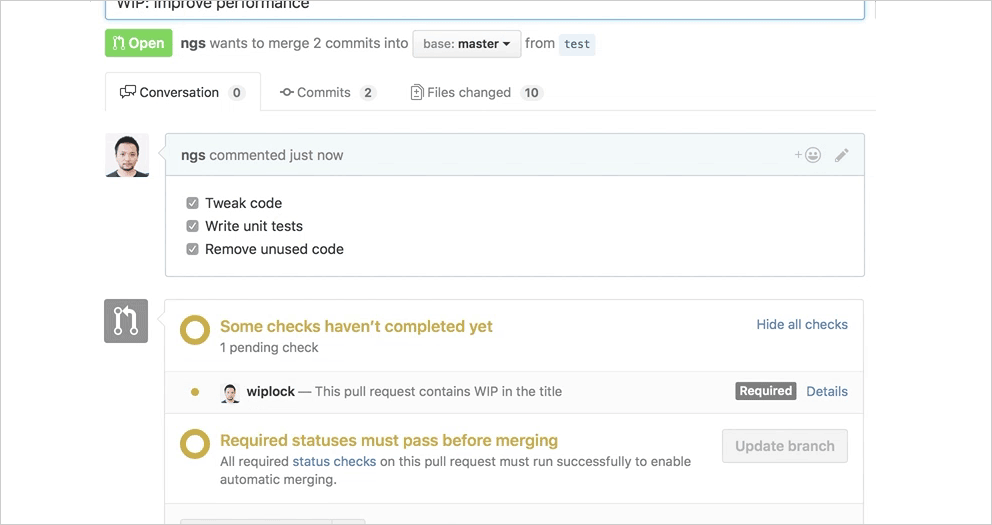 WIP: Improve performance
Open ngs wants to merge 2 commits into base: master from test
Conversation 0 Commits 2 Files changed 10
ngs commented just now
Tweak code
Write unit tests
Remove unused code
Some checks haven’t completed yet Hide all checks
1 pending check
wiplock — This pull request contains WIP in the title Required Details
Required statuses must pass before merging Update branch
All required status checks on this pull request must run successfully to enable
automatic merging.